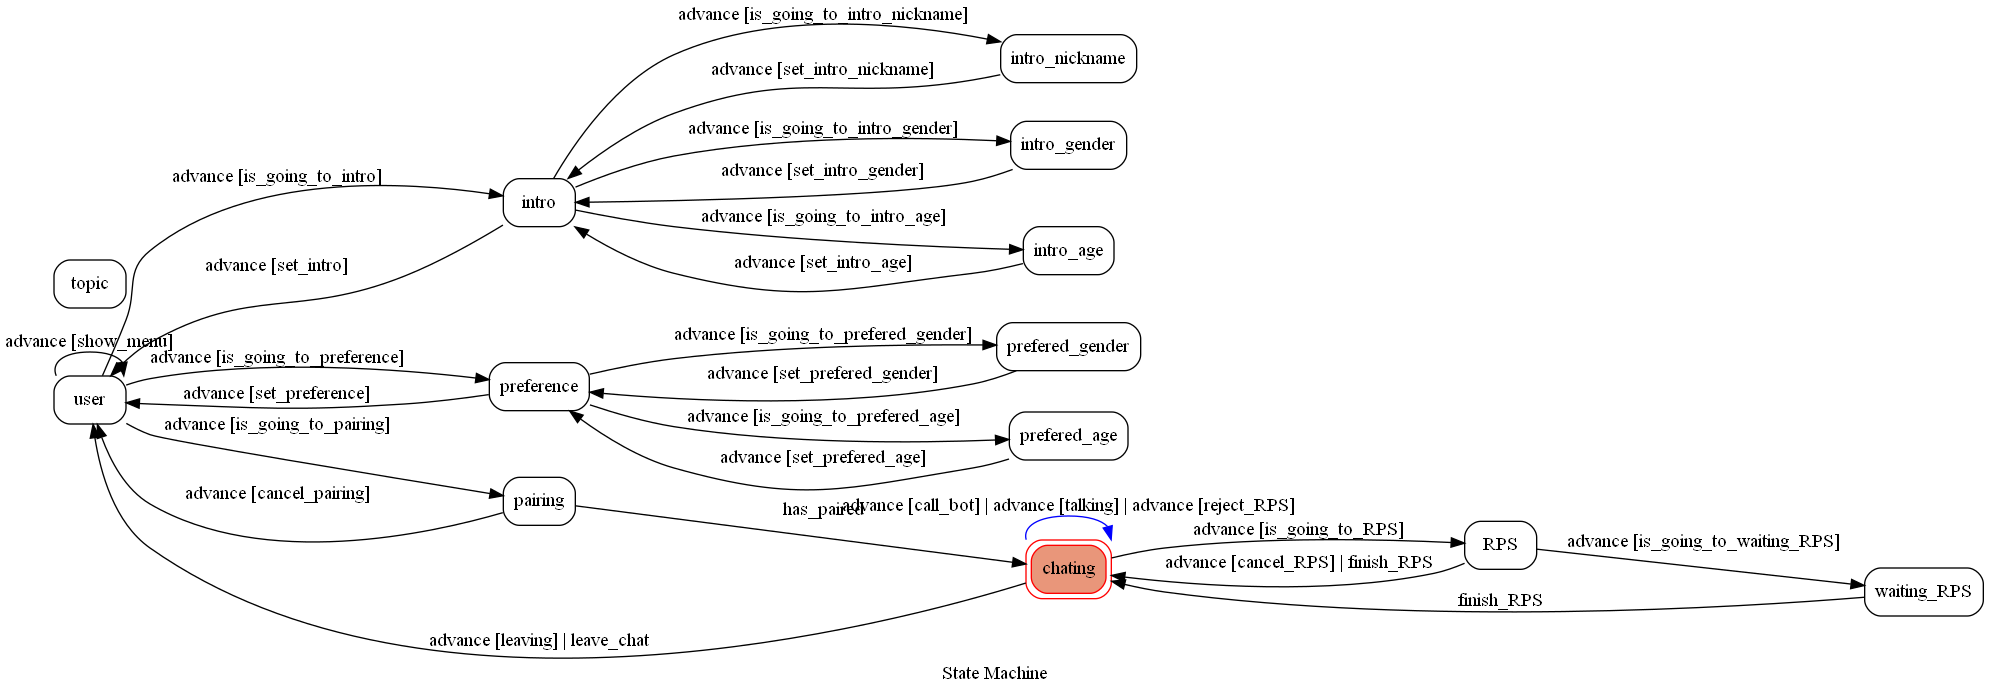 advance [is_going_to_intro_nickname]
intro_nickname
advance [set_intro_nickname]
advance [is_going_to_intro_gender]
intro_gender
advance [set_intro_gender]
advance [is_going_to_intro]
intro
advance [is_going_to_intro_age]
intro_age
advance [set_intro_age]
advance [set_intro]
topic
advance [show_menu]
advance [is_going_to_preference]
user
advance [set_preference]
preference
advance [is_going_to_prefered_gender]
prefered_gender
advance [set_prefered_gender]
advance [is_going_to_prefered_age]
prefered_age
advance [set_prefered_age]
advance [is_going_to_pairing]
advance [cancel_pairing]
pairing
has_paired
advance [call_bot] | advance [talking] | advance [reject_RPS]
chating
advance [is_going_to_RPS]
RPS
advance [cancel_RPS] | finish_RPS
advance [is_going_to_waiting_RPS]
waiting_RPS
finish_RPS
advance [leaving] | leave_chat
State Machine